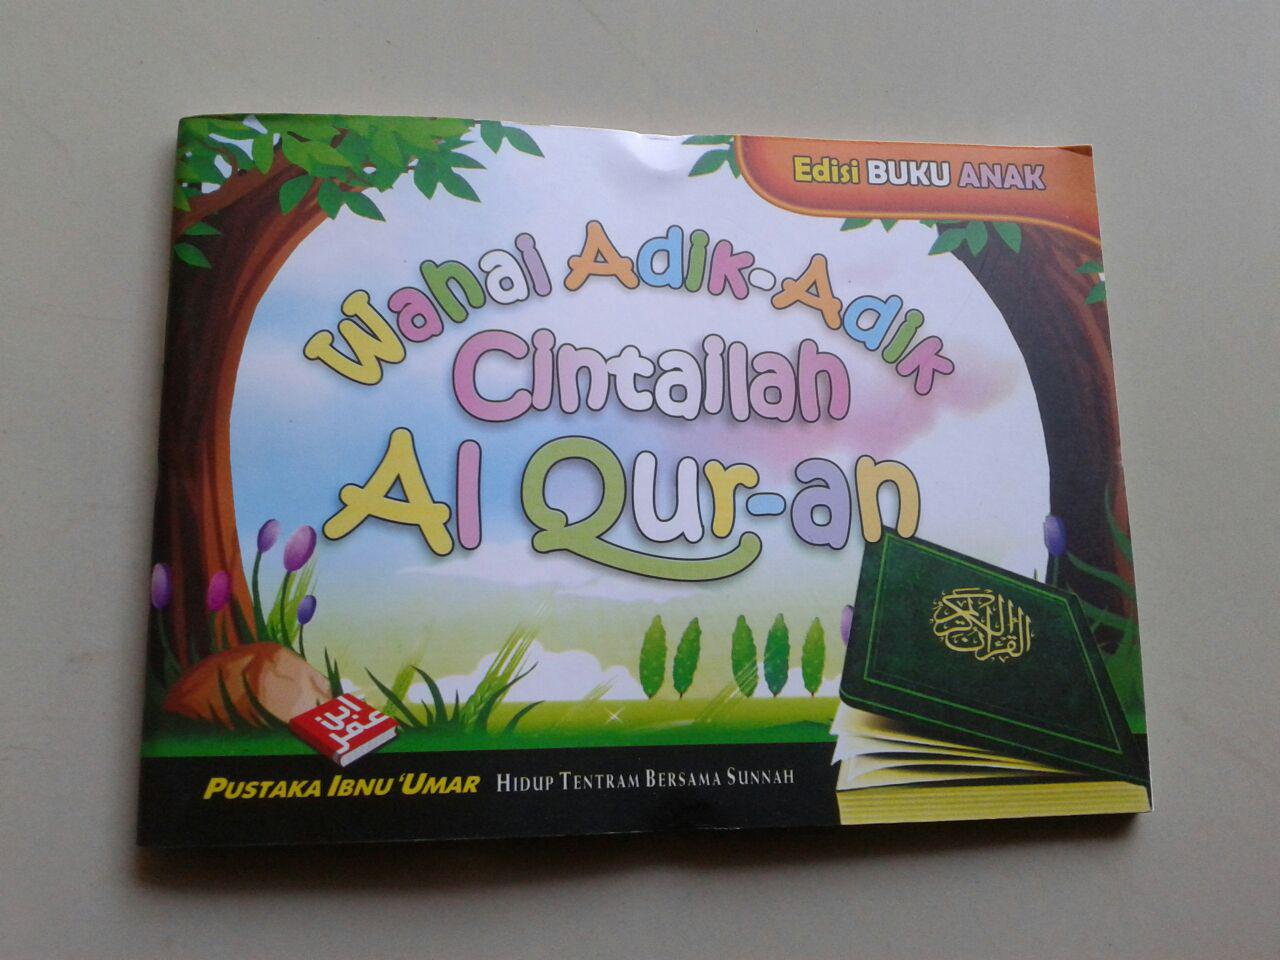 Edisi BUKU ANAK
Wahai Adik-Adik
Cintailah
Al Qur-an
القرآن الكريم
PUSTAKA IBNU ‘UMAR HIDUP TENTRAM BERSAMA SUNNAH